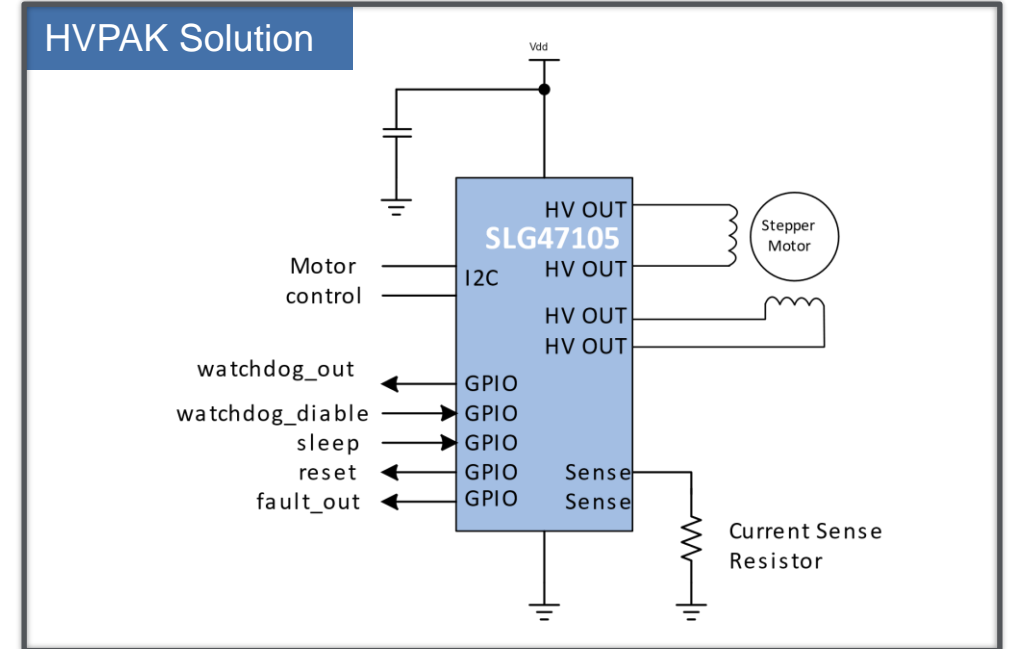 HVPAK Solution
Vdd
HV OUT
SLG47105
HV OUT
Stepper
Motor
Motor
control
I2C
HV OUT
HV OUT
watchdog_out
GPIO
watchdog_diable
GPIO
sleep
GPIO
reset
GPIO
Sense
fault_out
GPIO
Sense
Current Sense
Resistor